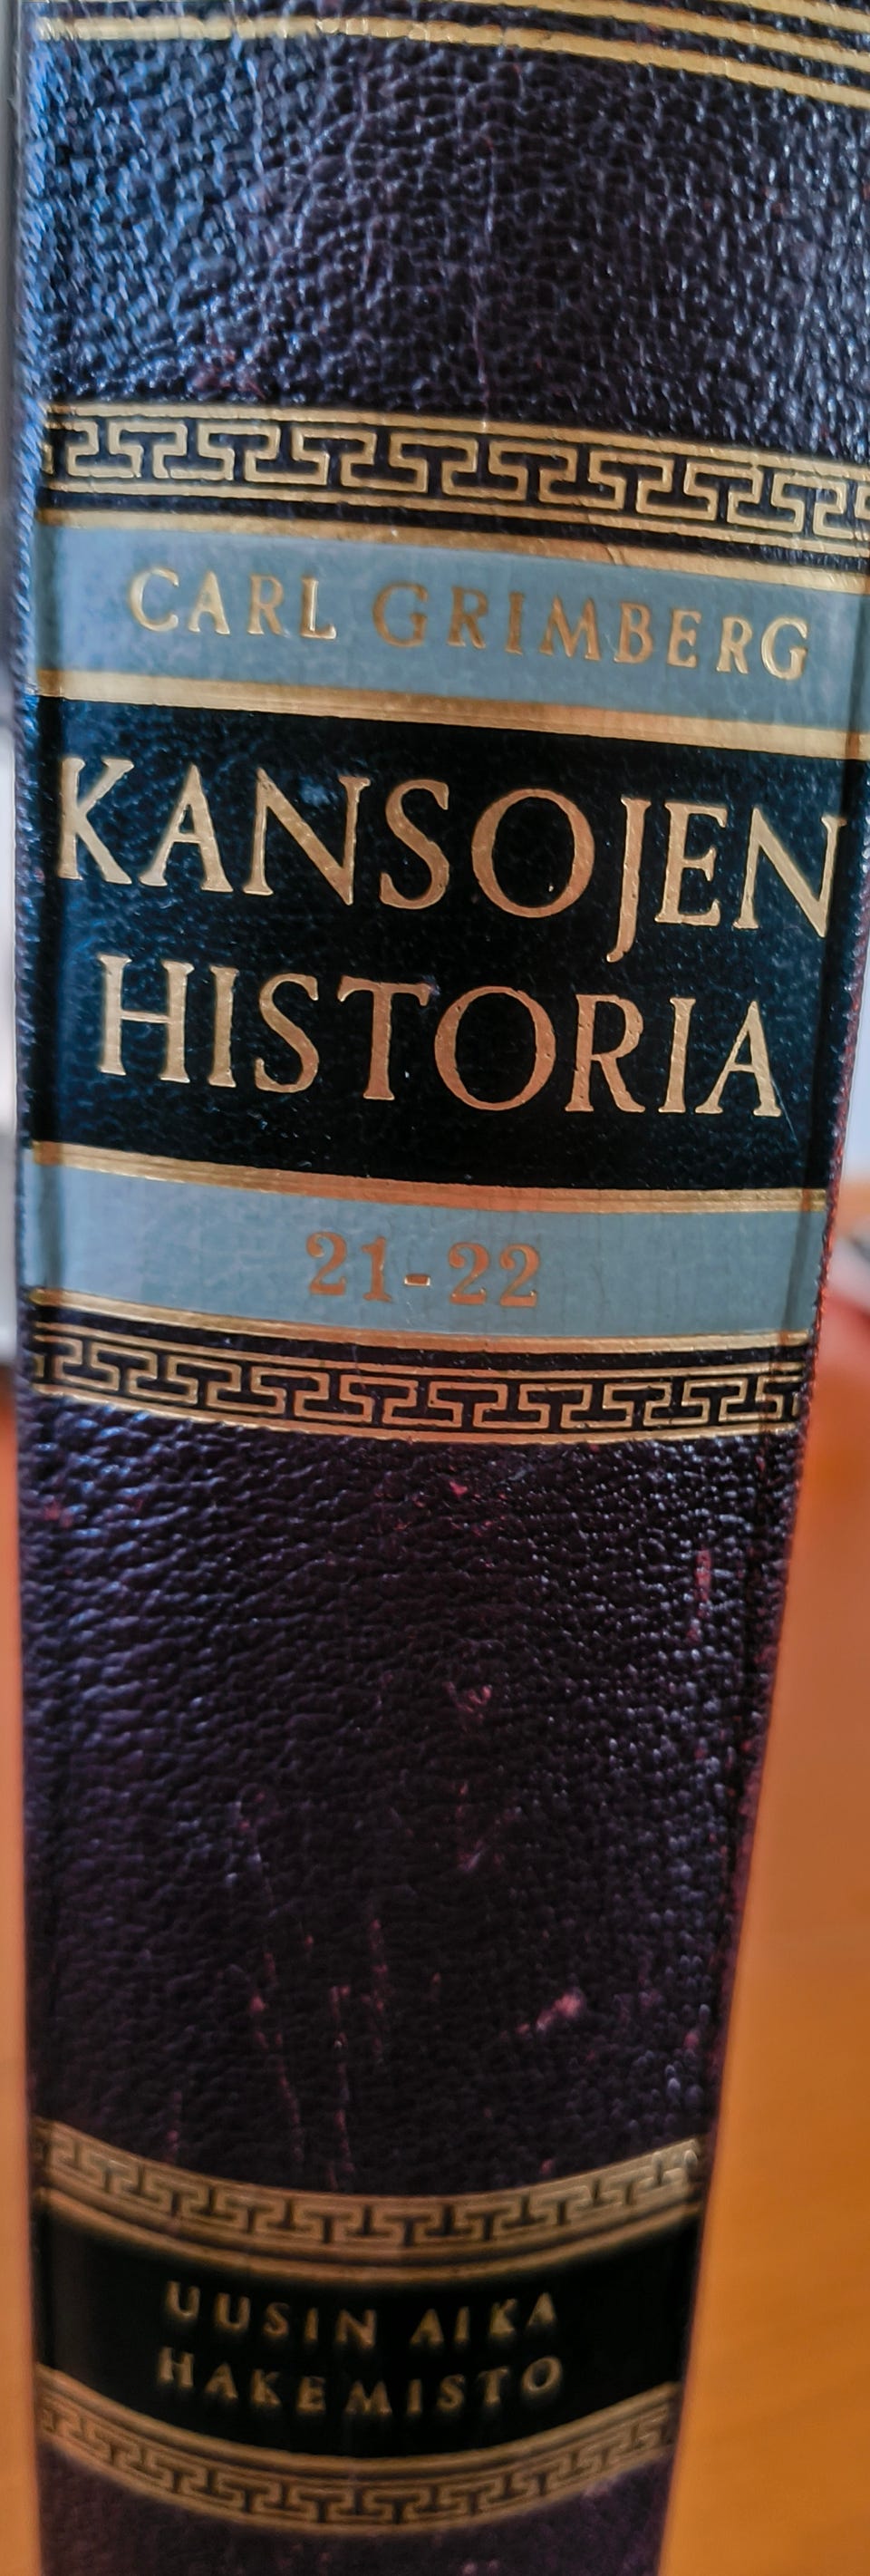 CARL GRIMBERG
KANSOJEN
HISTORIA
21-22
UUSIN AIKA
HAKEMISTO